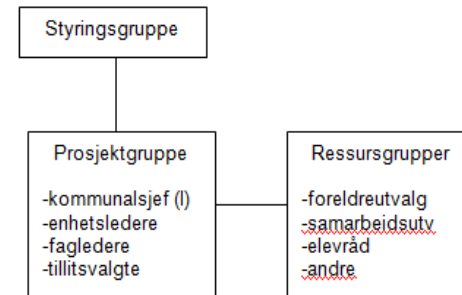 Styringsgruppe
Prosjektgruppe
-kommunalsjef (l)
-enhetsledere
-fagledere
-tillitsvalgte
Ressursgrupper
-foreldreutvalg
-samarbeidsutv
-elevråd
-andre